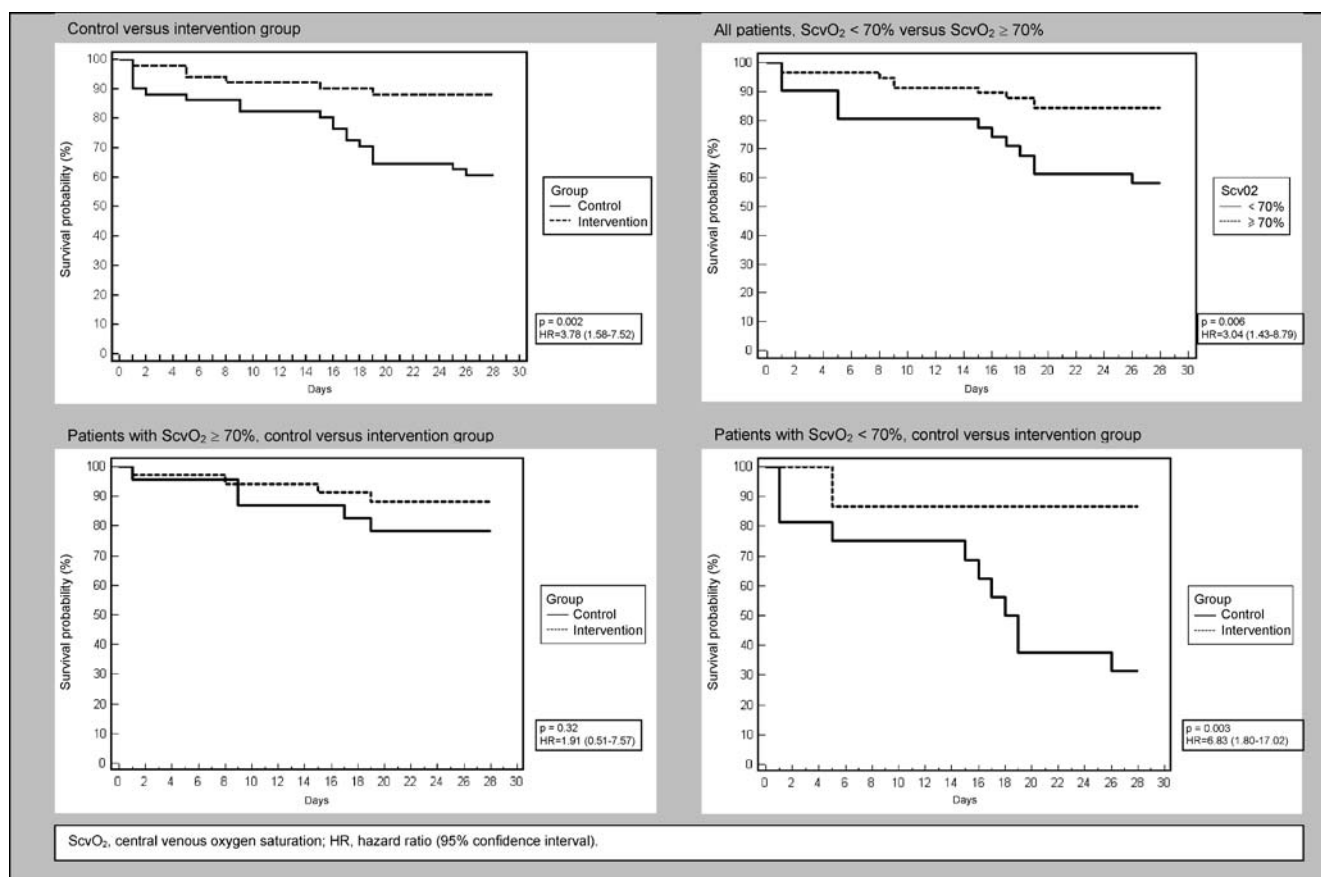 Control versus intervention group
100
90
80
70
60
50
40
30
20
10
0
Survival probability (%)
0 2 4 6 8 10 12 14 16 18 20 22 24 26 28 30
Days
Group
Control
Intervention
p = 0.002
HR=3.78 (1.58-7.52)
All patients, ScvO₂ < 70% versus ScvO₂ ≥ 70%
100
90
80
70
60
50
40
30
20
10
0
Survival probability (%)
0 2 4 6 8 10 12 14 16 18 20 22 24 26 28 30
Days
Scv02
< 70%
≥ 70%
p = 0.006
HR=3.04 (1.43-8.79)
Patients with ScvO₂ ≥ 70%, control versus intervention group
100
90
80
70
60
50
40
30
20
10
0
Survival probability (%)
0 2 4 6 8 10 12 14 16 18 20 22 24 26 28 30
Days
Group
Control
Intervention
p = 0.32
HR=1.91 (0.51-7.57)
Patients with ScvO₂ < 70%, control versus intervention group
100
90
80
70
60
50
40
30
20
10
0
Survival probability (%)
0 2 4 6 8 10 12 14 16 18 20 22 24 26 28 30
Days
Group
Control
Intervention
p = 0.003
HR=6.83 (1.80-17.02)
ScvO₂, central venous oxygen saturation; HR, hazard ratio (95% confidence interval).